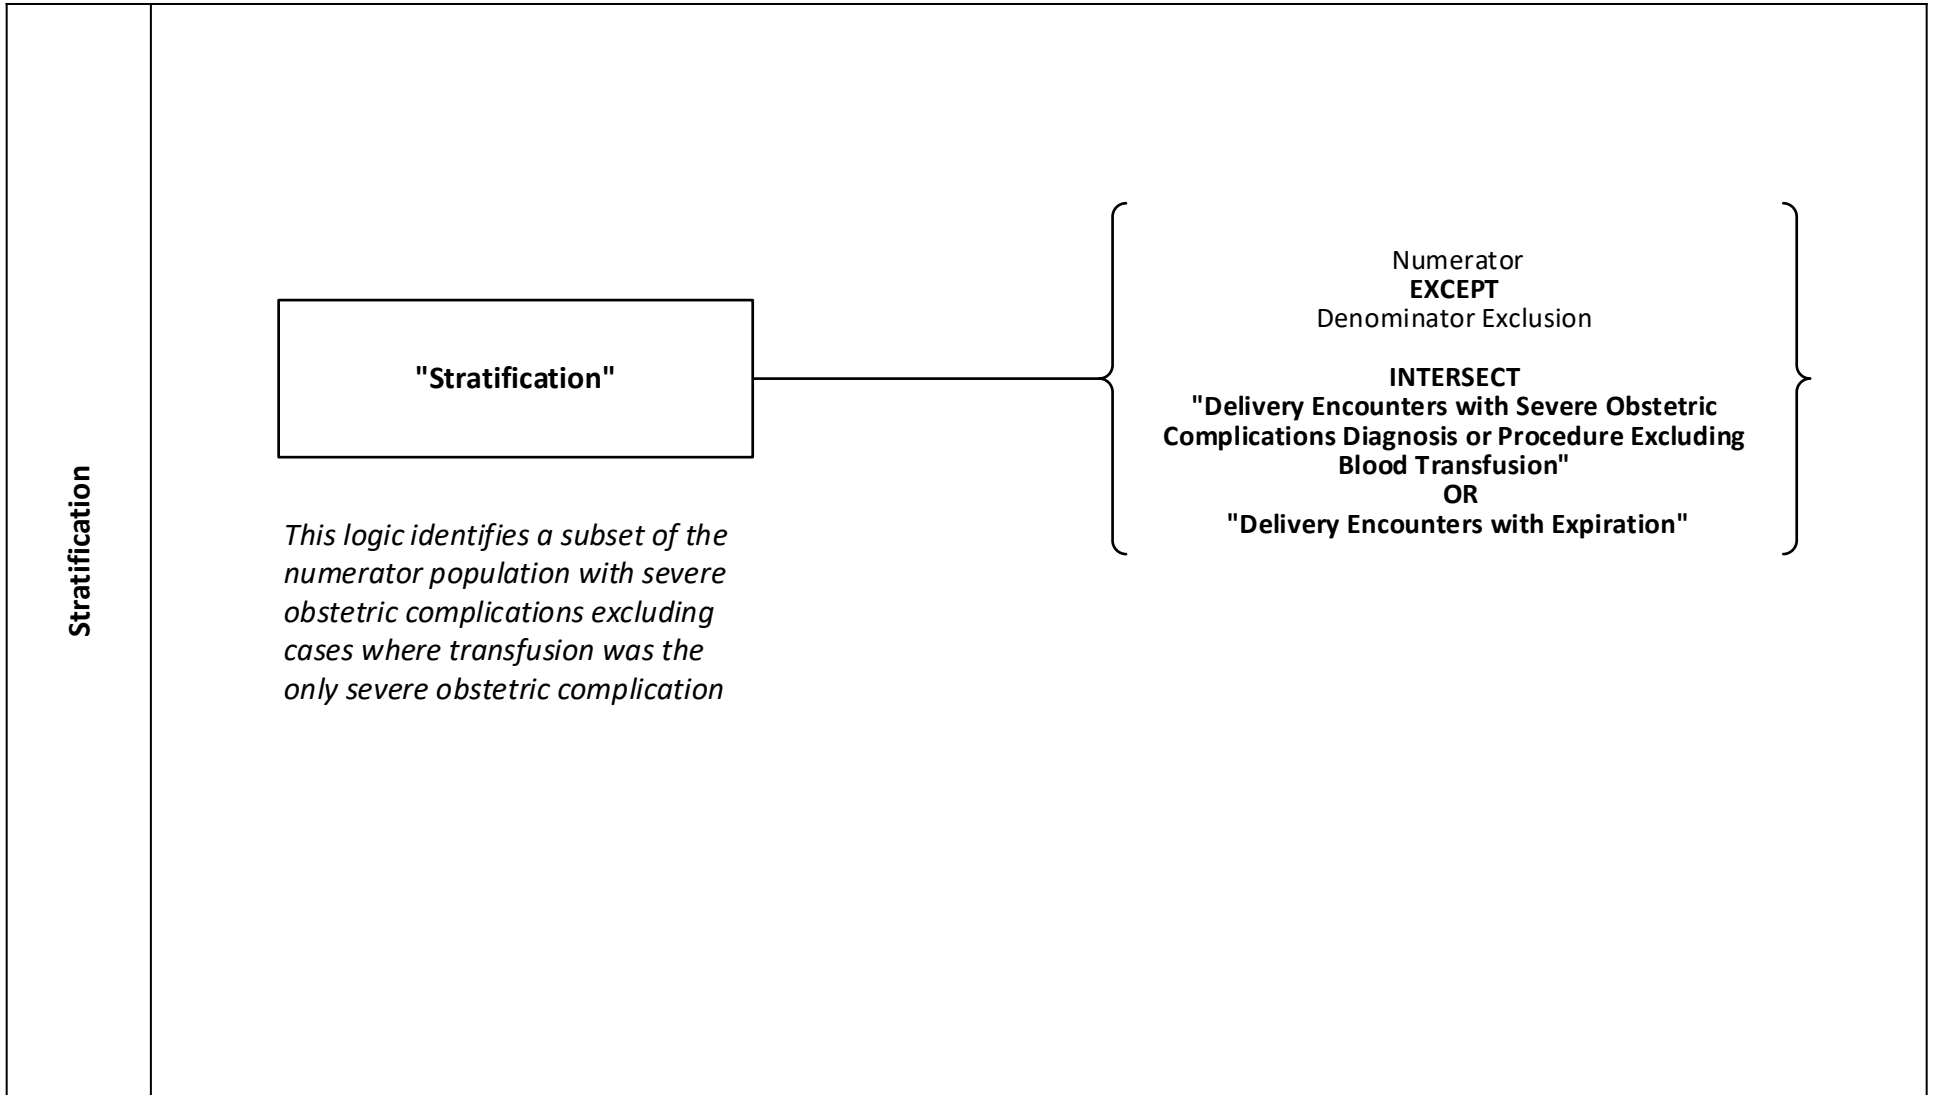 Stratification
"Stratification"
This logic identifies a subset of the
numerator population with severe
obstetric complications excluding
cases where transfusion was the
only severe obstetric complication
Numerator
EXCEPT
Denominator Exclusion
INTERSECT
"Delivery Encounters with Severe Obstetric
Complications Diagnosis or Procedure Excluding
Blood Transfusion"
OR
"Delivery Encounters with Expiration"